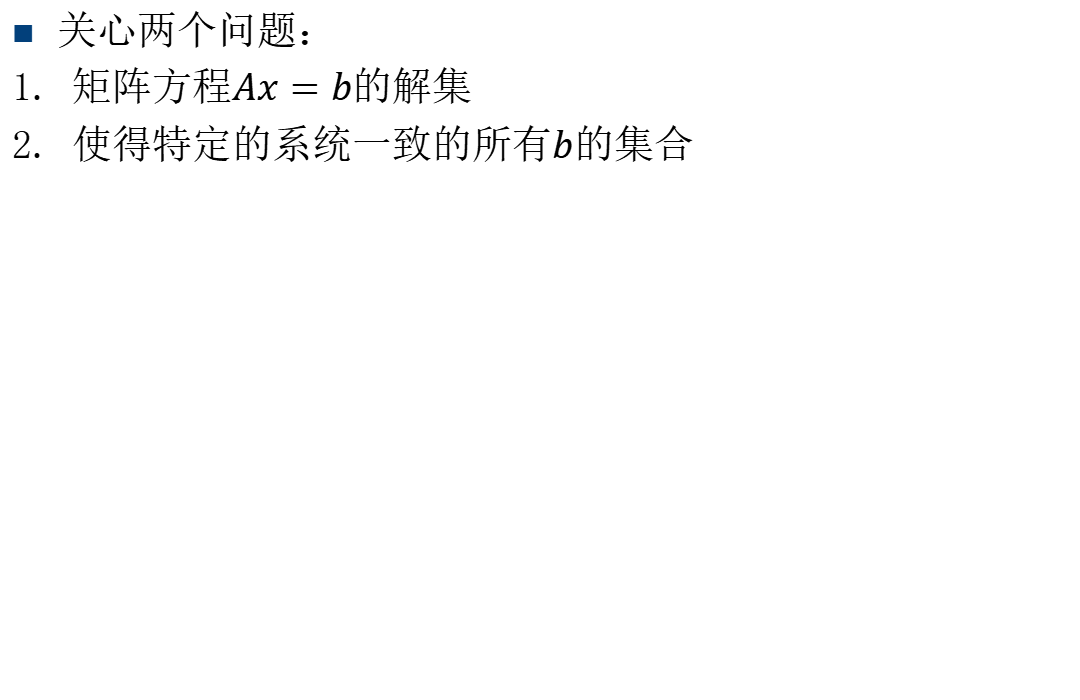 ■ 关心两个问题：
1. 矩阵方程Ax = b的解集
2. 使得特定的系统一致的所有b的集合